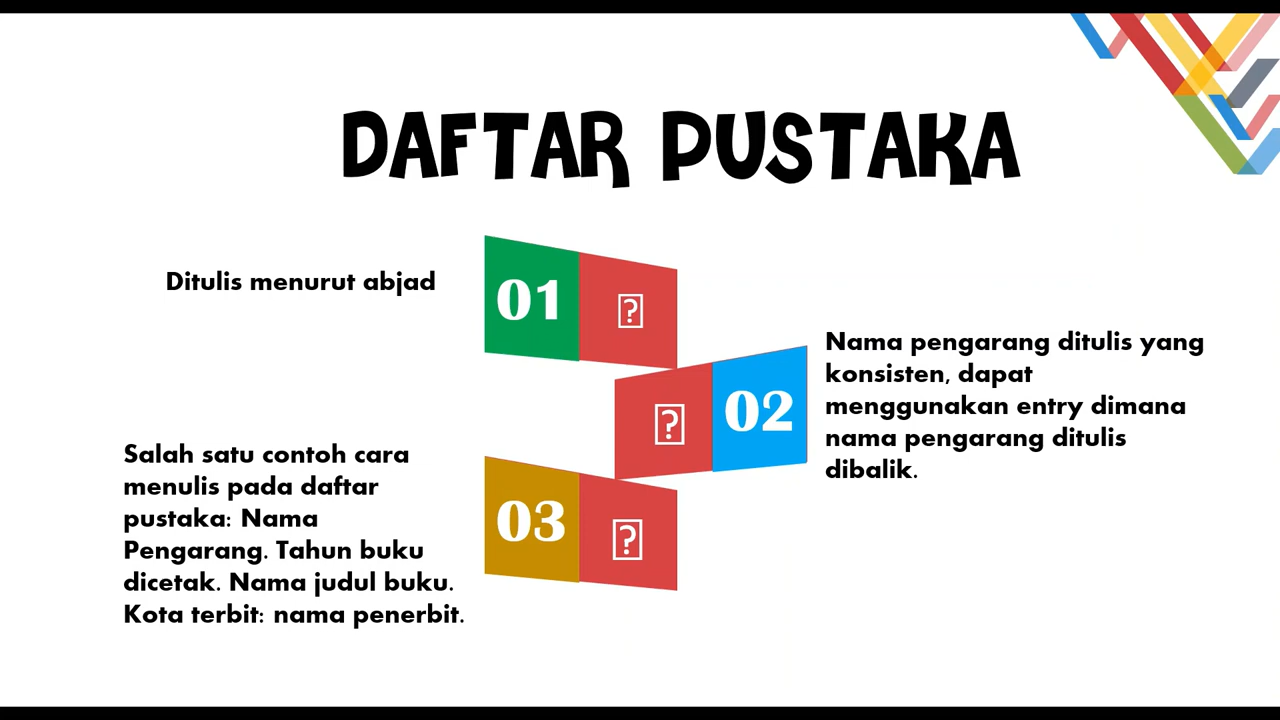 DAFTAR PUSTAKA
Ditulis menurut abjad
01
Nama pengarang ditulis yang
konsisten, dapat
menggunakan entry dimana
nama pengarang ditulis
dibalik.
02
Salah satu contoh cara
menulis pada daftar
pustaka: Nama
Pengarang. Tahun buku
dicetak. Nama judul buku.
Kota terbit: nama penerbit.
03